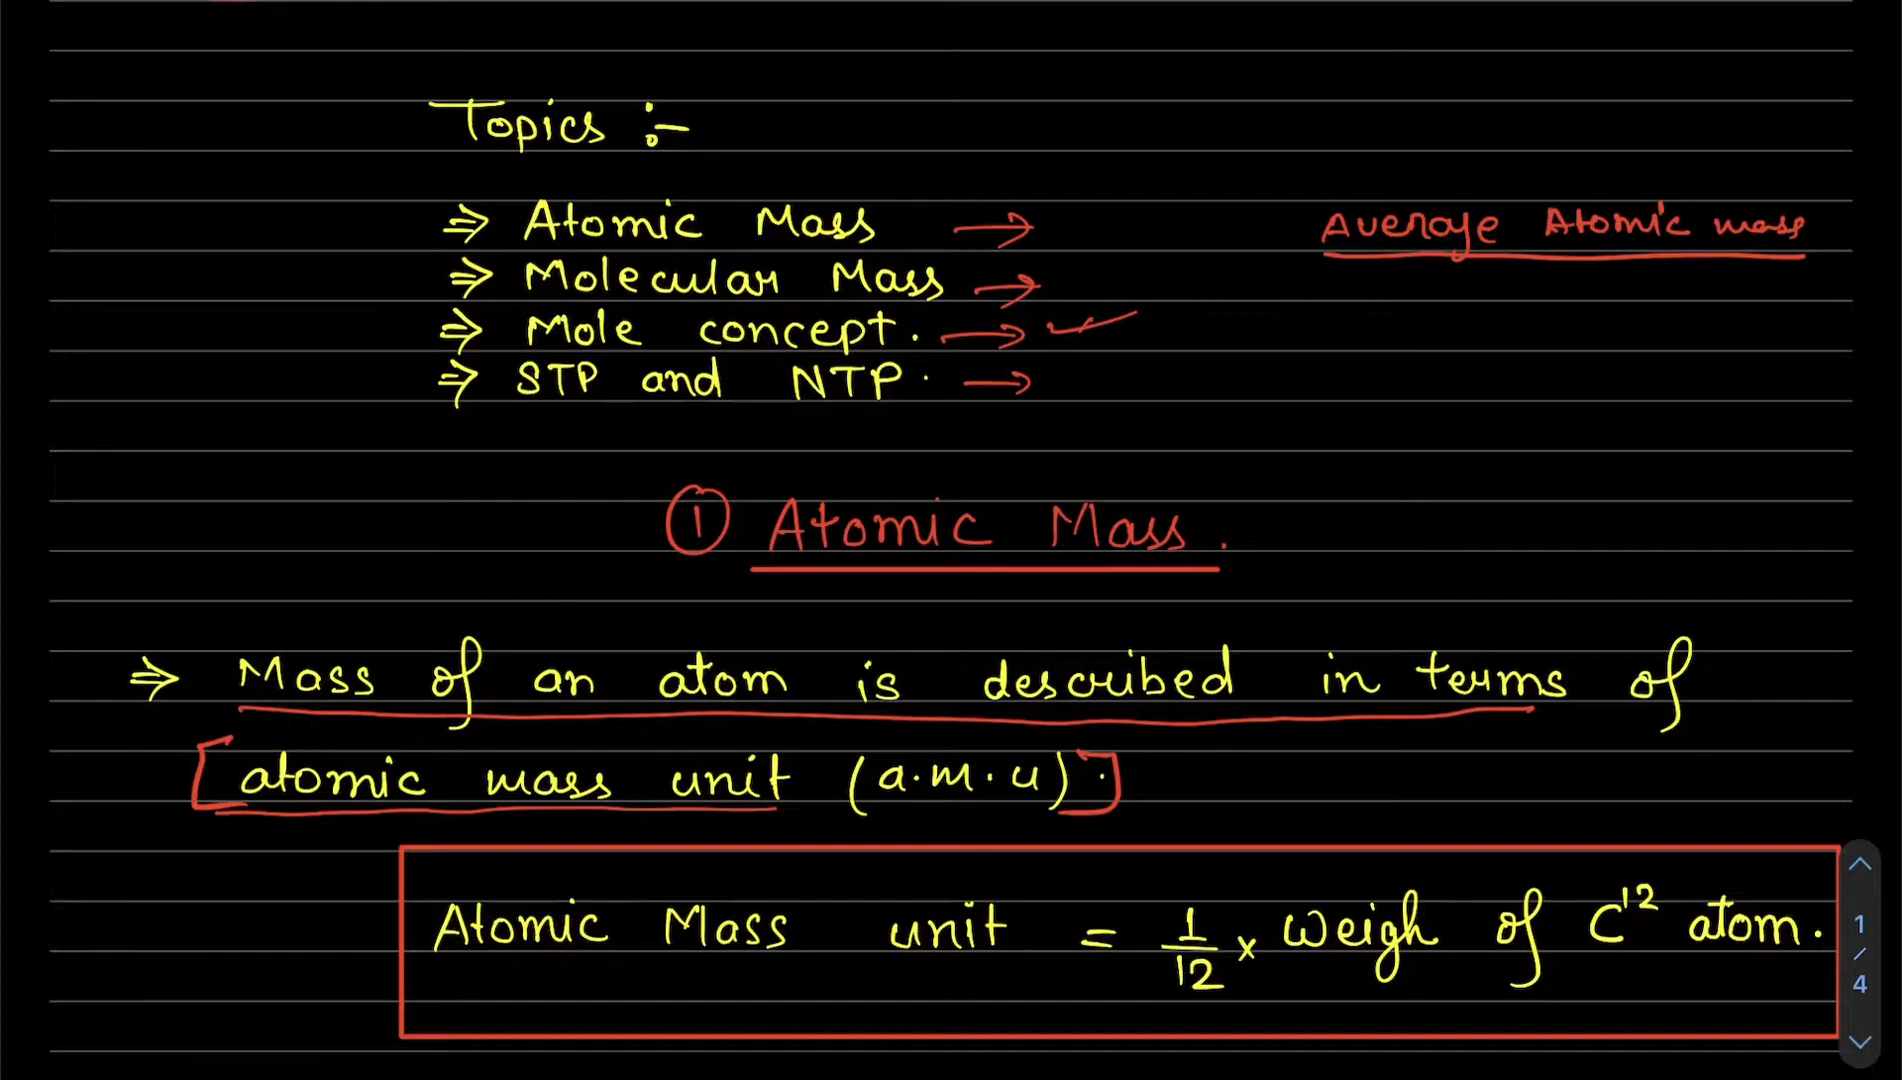 Topics :-
⇒ Atomic Mass →
Average Atomic mass
⇒ Molecular Mass →
⇒ Mole concept. → ✓
⇒ STP and NTP. →
① Atomic Mass.
⇒ Mass of an atom is described in terms of
[atomic mass unit (a.m.u).]
Atomic Mass unit = 1/12 × weigh of C¹² atom.
1
/
4